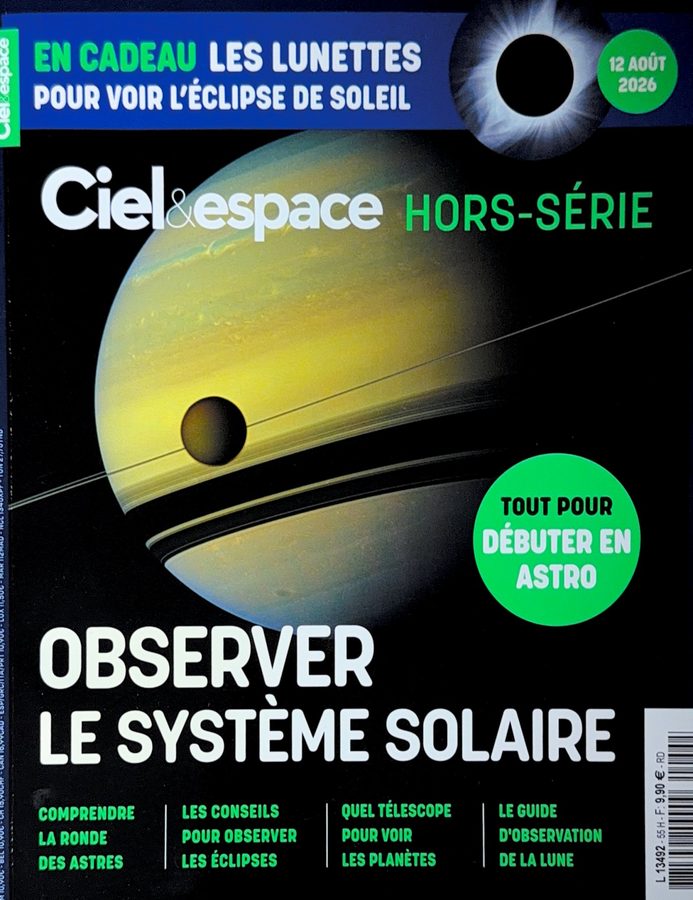 EN CADEAU LES LUNETTES
POUR VOIR L'ÉCLIPSE DE SOLEIL
12 AOÛT
2026
Ciel&espace
Ciel&espace HORS-SÉRIE
TOUT POUR
DÉBUTER EN
ASTRO
OBSERVER
LE SYSTÈME SOLAIRE
COMPRENDRE
LA RONDE
DES ASTRES
LES CONSEILS
POUR OBSERVER
LES ÉCLIPSES
QUEL TÉLESCOPE
POUR VOIR
LES PLANÈTES
LE GUIDE
D'OBSERVATION
DE LA LUNE
L 13492 - 55 H - F: 9,90 € - RD